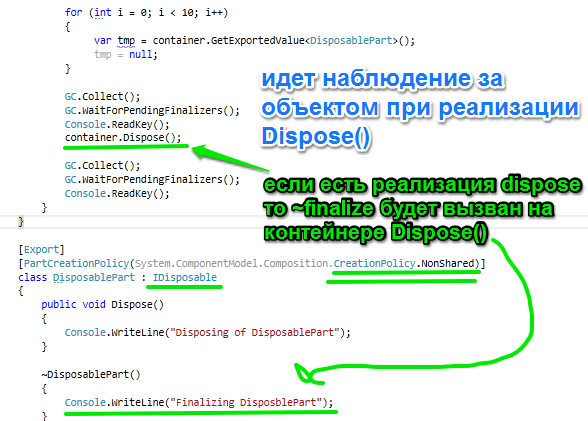 for (int i = 0; i < 10; i++)
{
var tmp = container.GetExportedValue<DisposablePart>();
tmp = null;
}
идет наблюдение за
объектом при реализации
Dispose()
GC.Collect();
GC.WaitForPendingFinalizers();
Console.ReadKey();
container.Dispose();
если есть реализация dispose
то ~finalize будет вызван на
контейнере Dispose()
GC.Collect();
GC.WaitForPendingFinalizers();
Console.ReadKey();
}
}
[Export]
[PartCreationPolicy(System.ComponentModel.Composition.CreationPolicy.NonShared)]
class DisposablePart : IDisposable
{
public void Dispose()
{
Console.WriteLine("Disposing of DisposablePart");
}
~DisposablePart()
{
Console.WriteLine("Finalizing DisposblePart");
}